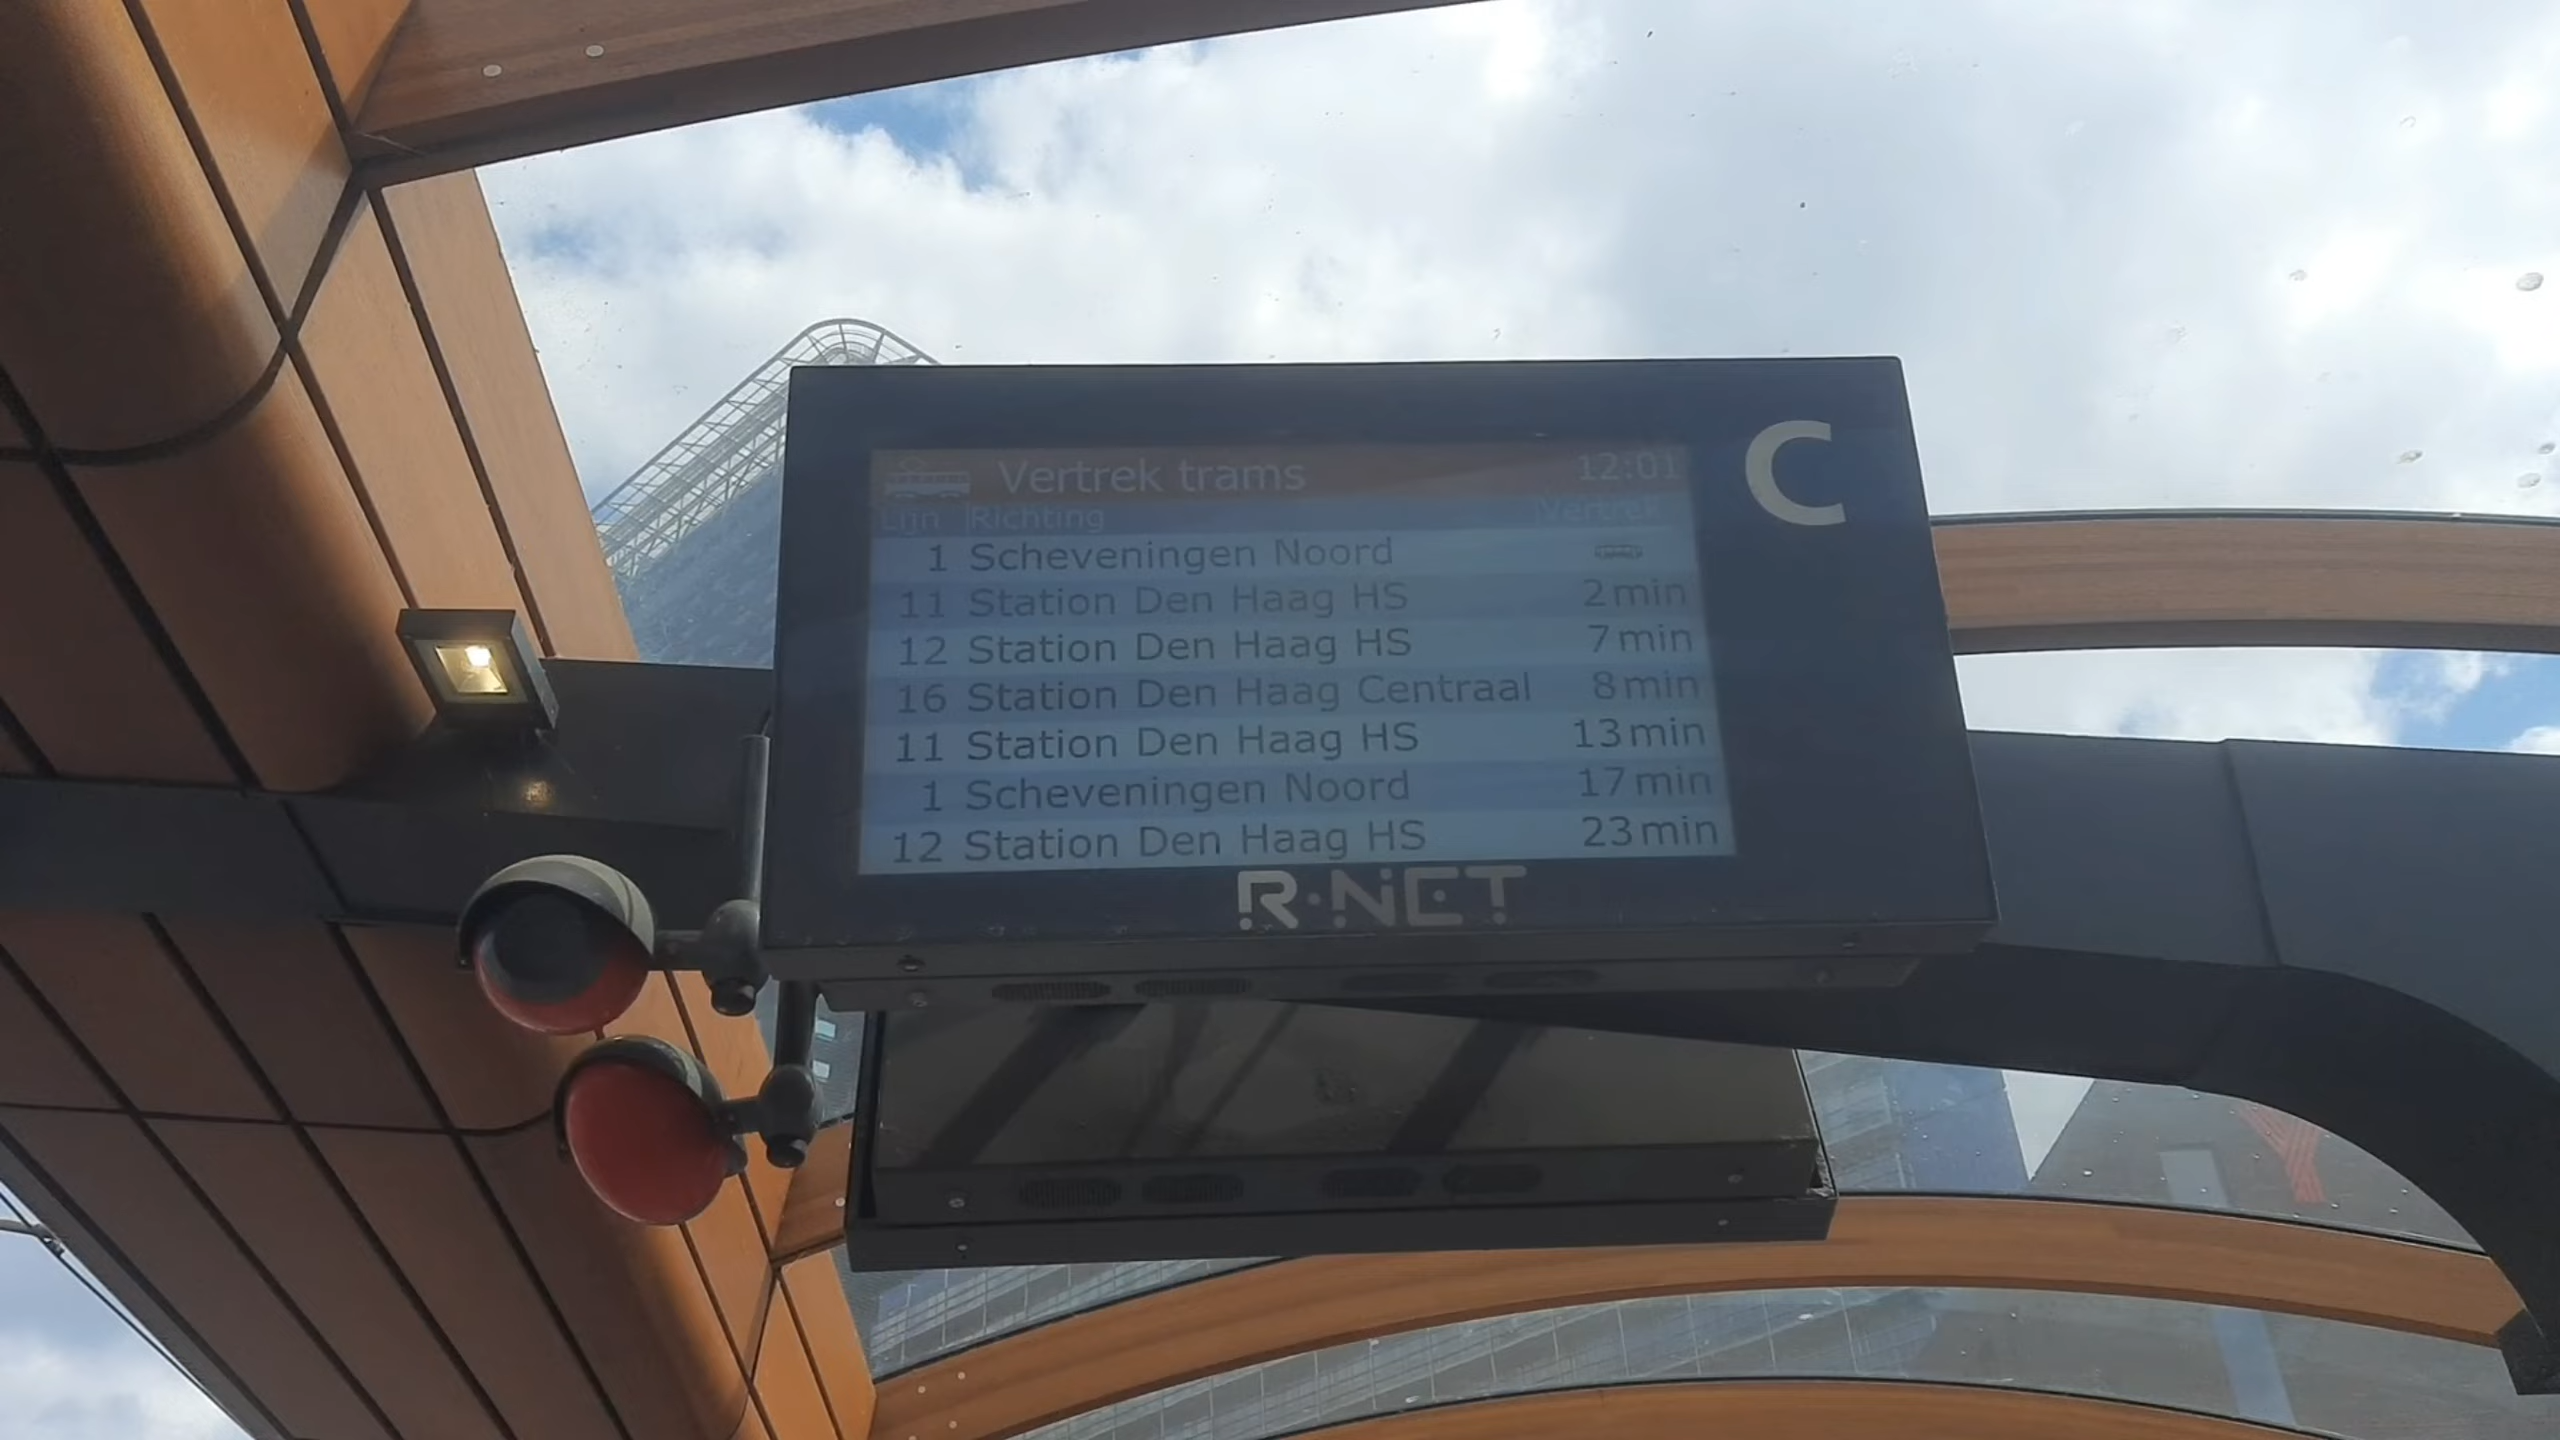 Vertrek trams 12:01
Lijn Richting Vertrek
1 Scheveningen Noord
11 Station Den Haag HS 2 min
12 Station Den Haag HS 7 min
16 Station Den Haag Centraal 8 min
11 Station Den Haag HS 13 min
1 Scheveningen Noord 17 min
12 Station Den Haag HS 23 min
C
R·NET